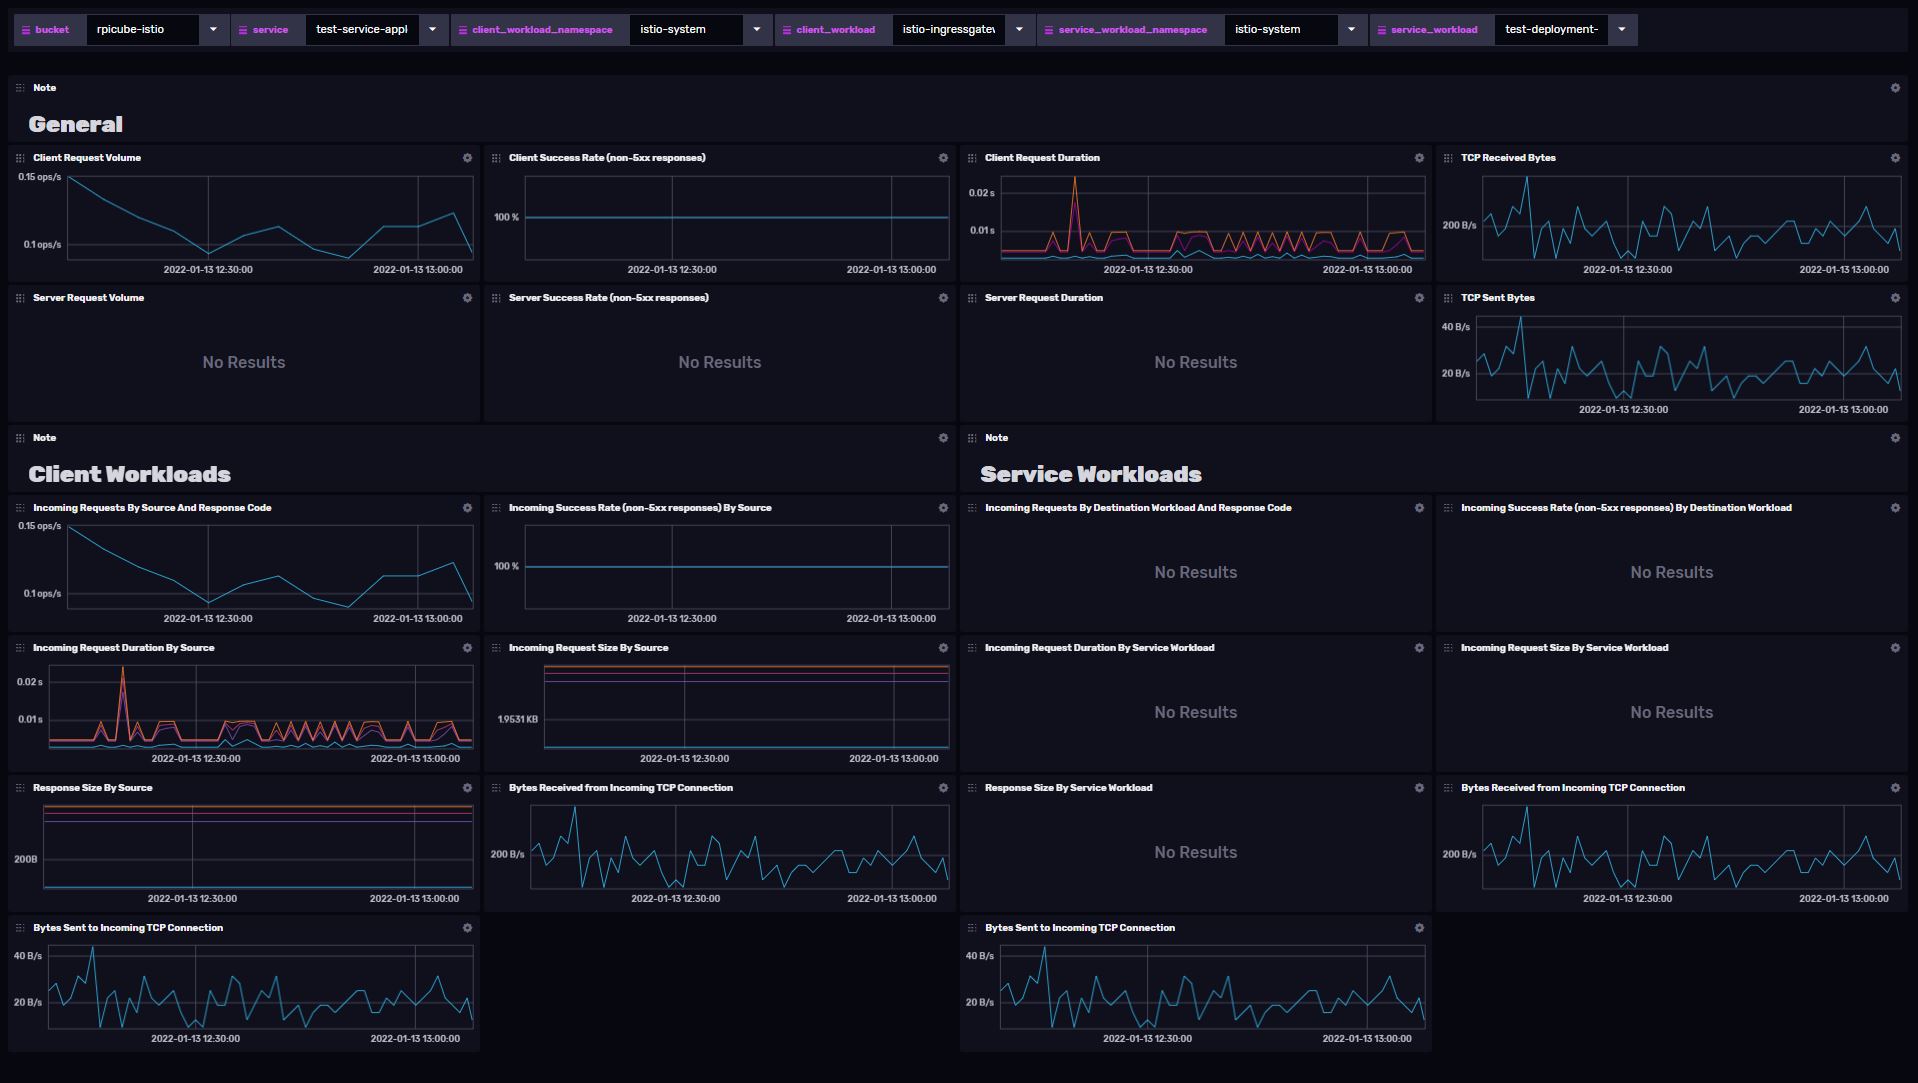 bucket rpicube-istio service test-service-appl client_workload_namespace istio-system client_workload istio-ingressgatev service_workload_namespace istio-system service_workload test-deployment-
Note
General
Client Request Volume
0.15 ops/s
0.1 ops/s
2022-01-13 12:30:00 2022-01-13 13:00:00
Client Success Rate (non-5xx responses)
100 %
2022-01-13 12:30:00 2022-01-13 13:00:00
Client Request Duration
0.02 s
0.01 s
2022-01-13 12:30:00 2022-01-13 13:00:00
TCP Received Bytes
200 B/s
2022-01-13 12:30:00 2022-01-13 13:00:00
Server Request Volume
No Results
Server Success Rate (non-5xx responses)
No Results
Server Request Duration
No Results
TCP Sent Bytes
40 B/s
20 B/s
2022-01-13 12:30:00 2022-01-13 13:00:00
Note
Client Workloads
Note
Service Workloads
Incoming Requests By Source And Response Code
0.15 ops/s
0.1 ops/s
2022-01-13 12:30:00 2022-01-13 13:00:00
Incoming Success Rate (non-5xx responses) By Source
100 %
2022-01-13 12:30:00 2022-01-13 13:00:00
Incoming Requests By Destination Workload And Response Code
No Results
Incoming Success Rate (non-5xx responses) By Destination Workload
No Results
Incoming Request Duration By Source
0.02 s
0.01 s
2022-01-13 12:30:00 2022-01-13 13:00:00
Incoming Request Size By Source
1.9531 KB
2022-01-13 12:30:00 2022-01-13 13:00:00
Incoming Request Duration By Service Workload
No Results
Incoming Request Size By Service Workload
No Results
Response Size By Source
200B
2022-01-13 12:30:00 2022-01-13 13:00:00
Bytes Received from Incoming TCP Connection
200 B/s
2022-01-13 12:30:00 2022-01-13 13:00:00
Response Size By Service Workload
No Results
Bytes Received from Incoming TCP Connection
200 B/s
2022-01-13 12:30:00 2022-01-13 13:00:00
Bytes Sent to Incoming TCP Connection
40 B/s
20 B/s
2022-01-13 12:30:00 2022-01-13 13:00:00
Bytes Sent to Incoming TCP Connection
40 B/s
20 B/s
2022-01-13 12:30:00 2022-01-13 13:00:00